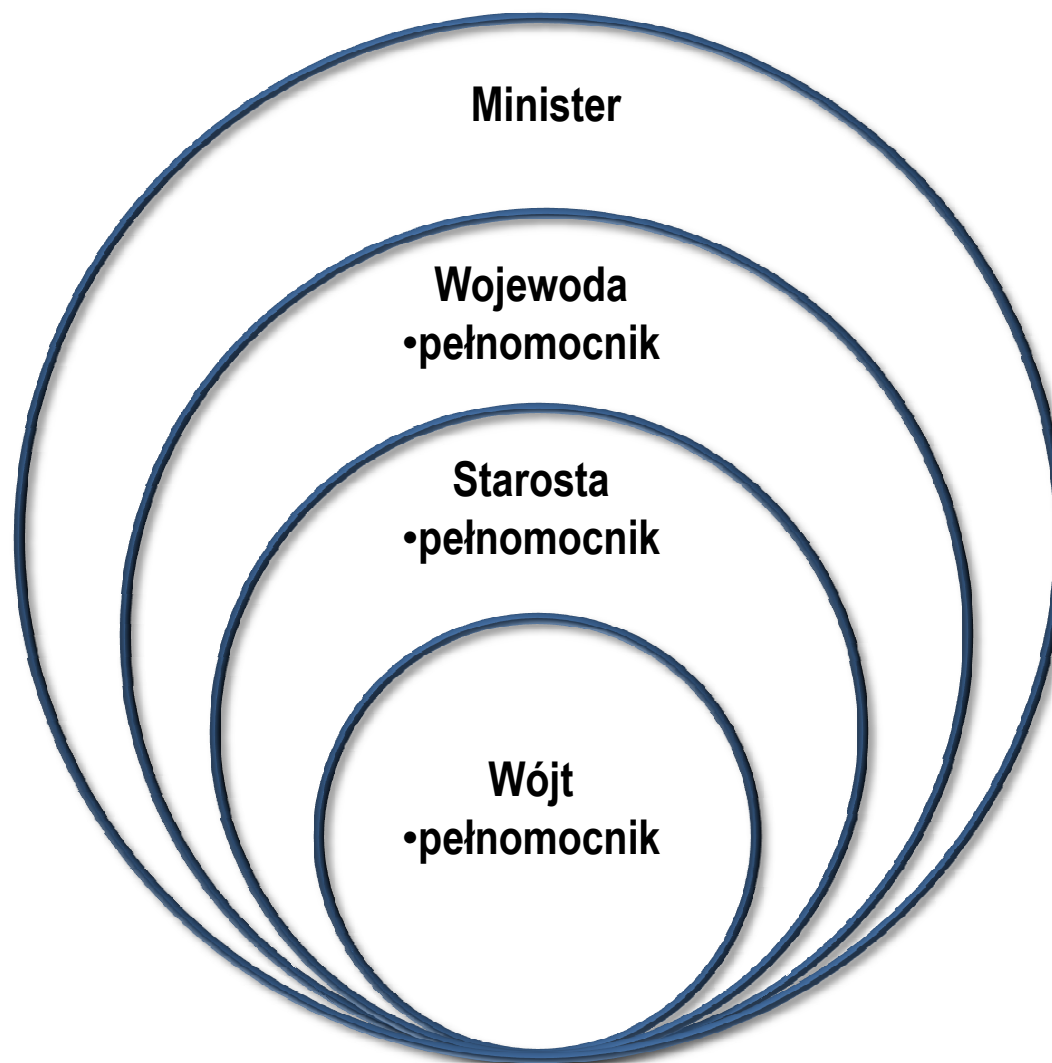 Minister
Wojewoda
•pełnomocnik
Starosta
•pełnomocnik
Wójt
•pełnomocnik